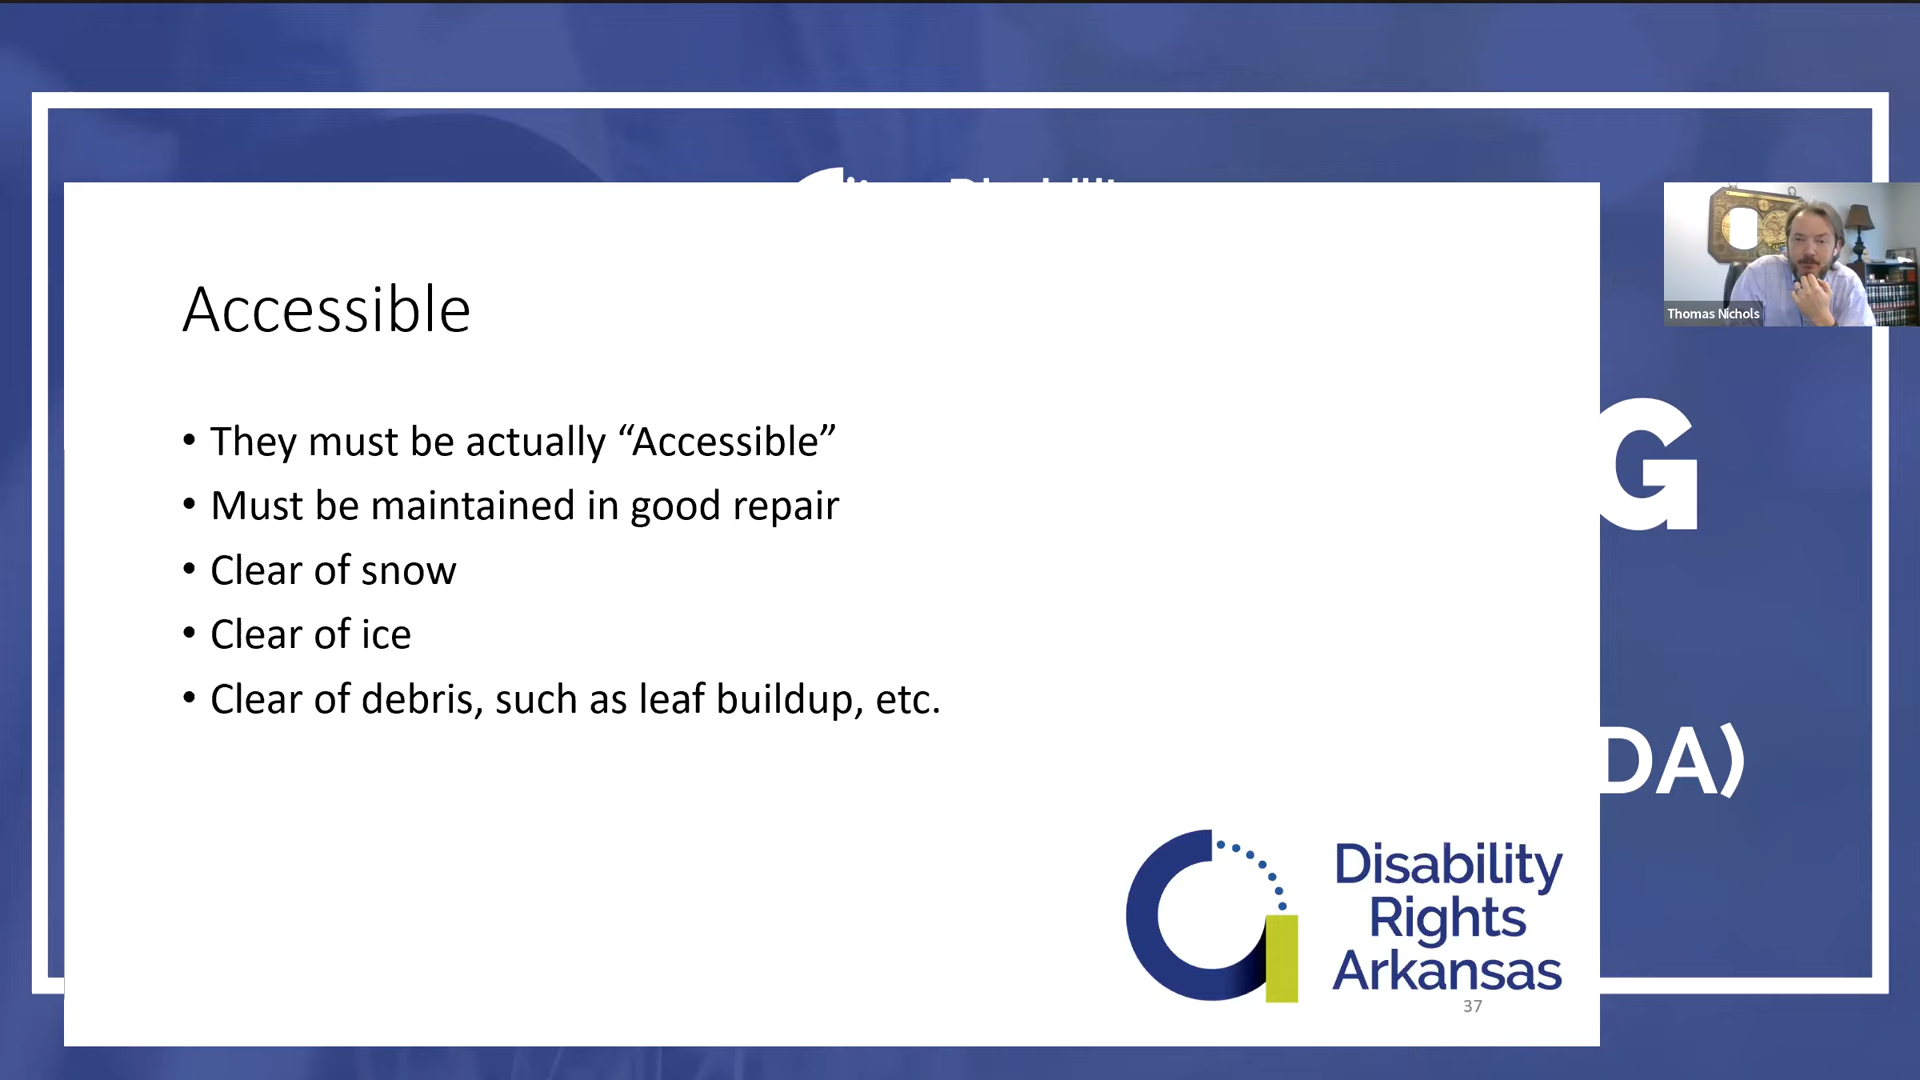 Accessible
• They must be actually “Accessible”
• Must be maintained in good repair
• Clear of snow
• Clear of ice
• Clear of debris, such as leaf buildup, etc.
Disability
Rights
Arkansas
37
Thomas Nichols
G
DA)